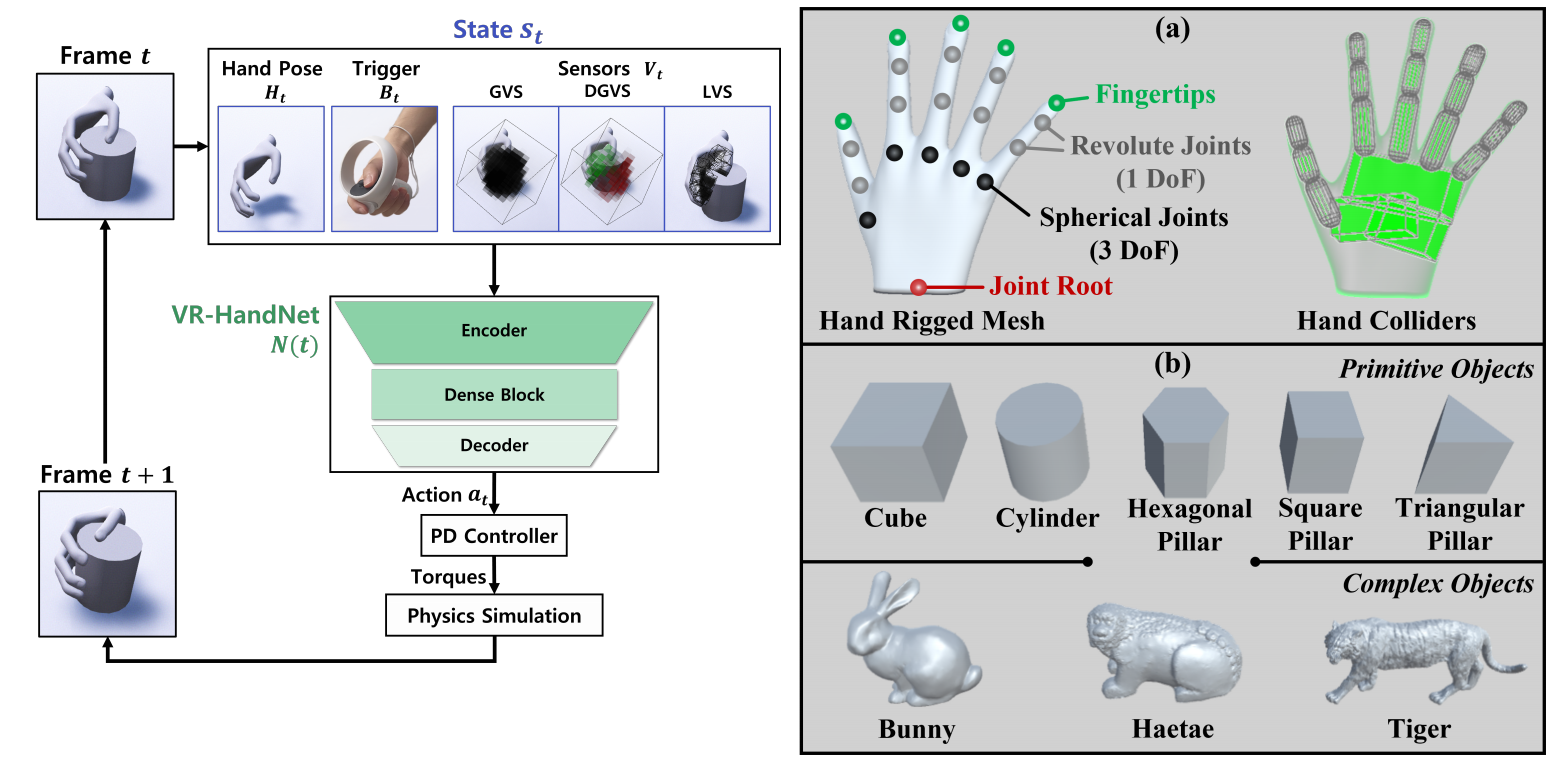 State $s_t$
Frame $t$
Hand Pose
$H_t$
Trigger
$B_t$
Sensors $V_t$
GVS
DGVS
LVS
VR-HandNet
$N(t)$
Encoder
Dense Block
Decoder
Action $a_t$
PD Controller
Torques
Physics Simulation
Frame $t+1$
(a)
Fingertips
Revolute Joints
(1 DoF)
Spherical Joints
(3 DoF)
Joint Root
Hand Rigged Mesh
Hand Colliders
(b)
Primitive Objects
Cube
Cylinder
Hexagonal
Pillar
Square
Pillar
Triangular
Pillar
Complex Objects
Bunny
Haetae
Tiger